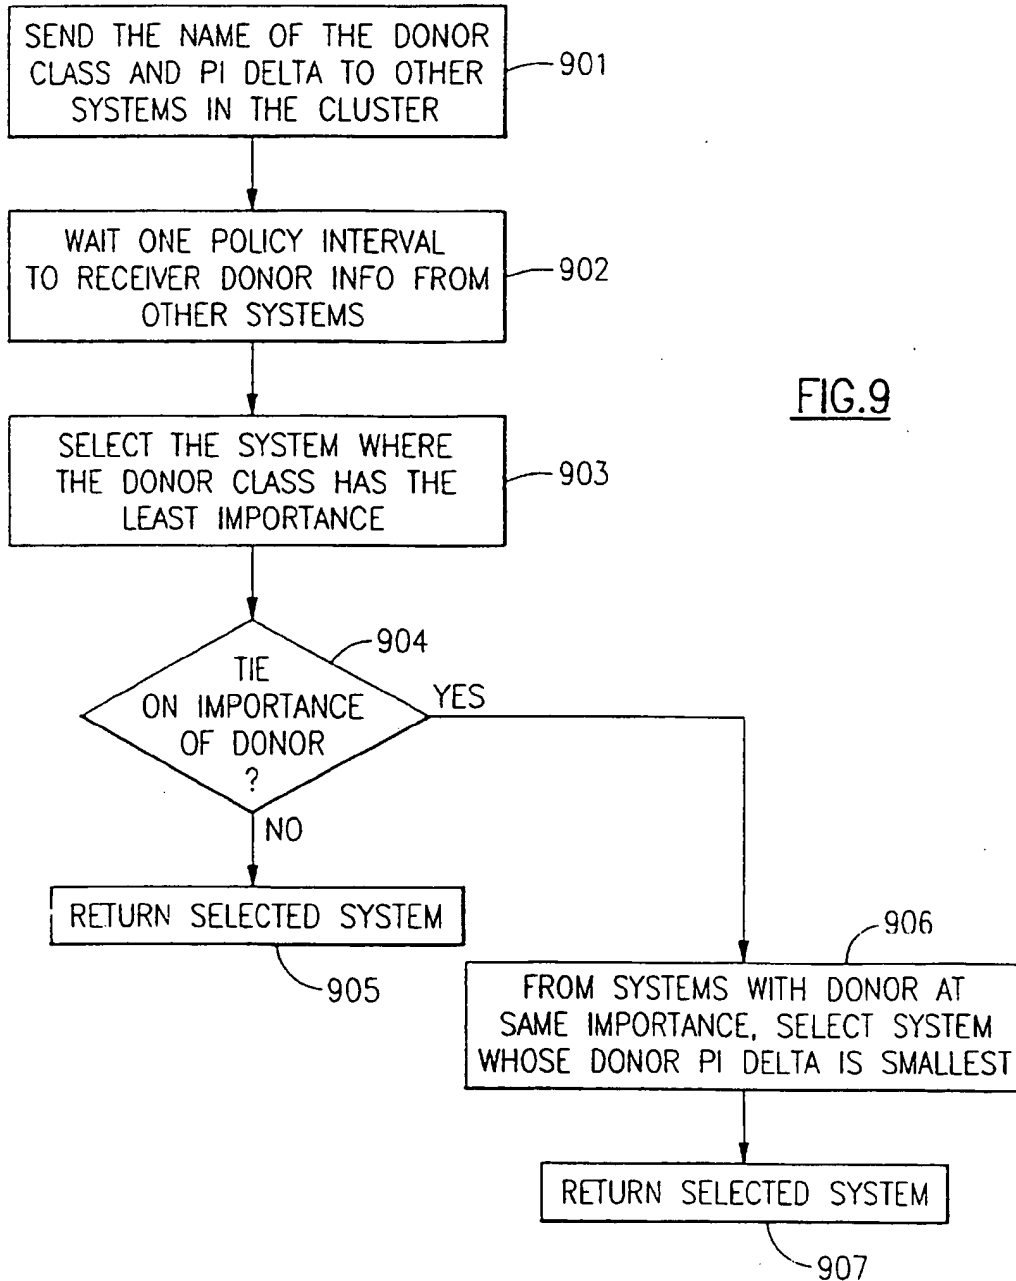 SEND THE NAME OF THE DONOR
CLASS AND PI DELTA TO OTHER
SYSTEMS IN THE CLUSTER
901
WAIT ONE POLICY INTERVAL
TO RECEIVER DONOR INFO FROM
OTHER SYSTEMS
902
FIG.9
SELECT THE SYSTEM WHERE
THE DONOR CLASS HAS THE
LEAST IMPORTANCE
903
904
TIE
ON IMPORTANCE
OF DONOR
?
YES
NO
RETURN SELECTED SYSTEM
905
906
FROM SYSTEMS WITH DONOR AT
SAME IMPORTANCE, SELECT SYSTEM
WHOSE DONOR PI DELTA IS SMALLEST
RETURN SELECTED SYSTEM
907